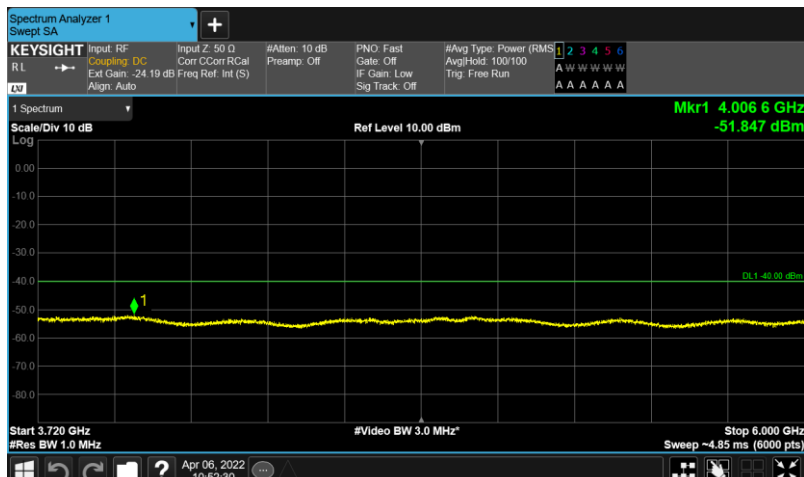 Spectrum Analyzer 1
Swept SA
+
KEYSIGHT
RL
LXI
Input: RF
Coupling: DC
Ext Gain: -24.19 dB
Align: Auto
Input Z: 50 Ω
Corr CCorr RCal
Freq Ref: Int (S)
#Atten: 10 dB
Preamp: Off
PNO: Fast
Gate: Off
IF Gain: Low
Sig Track: Off
#Avg Type: Power (RMS
Avg|Hold: 100/100
Trig: Free Run
1 2 3 4 5 6
A W W W W W
A A A A A A
1 Spectrum
Mkr1 4.006 6 GHz
Scale/Div 10 dB
Ref Level 10.00 dBm
-51.847 dBm
Log
0.00
-10.0
-20.0
-30.0
-40.0
DL1 -40.00 dBm
1
-50.0
-60.0
-70.0
-80.0
Start 3.720 GHz
#Video BW 3.0 MHz*
Stop 6.000 GHz
#Res BW 1.0 MHz
Sweep ~4.85 ms (6000 pts)
?
Apr 06, 2022
10:52:30